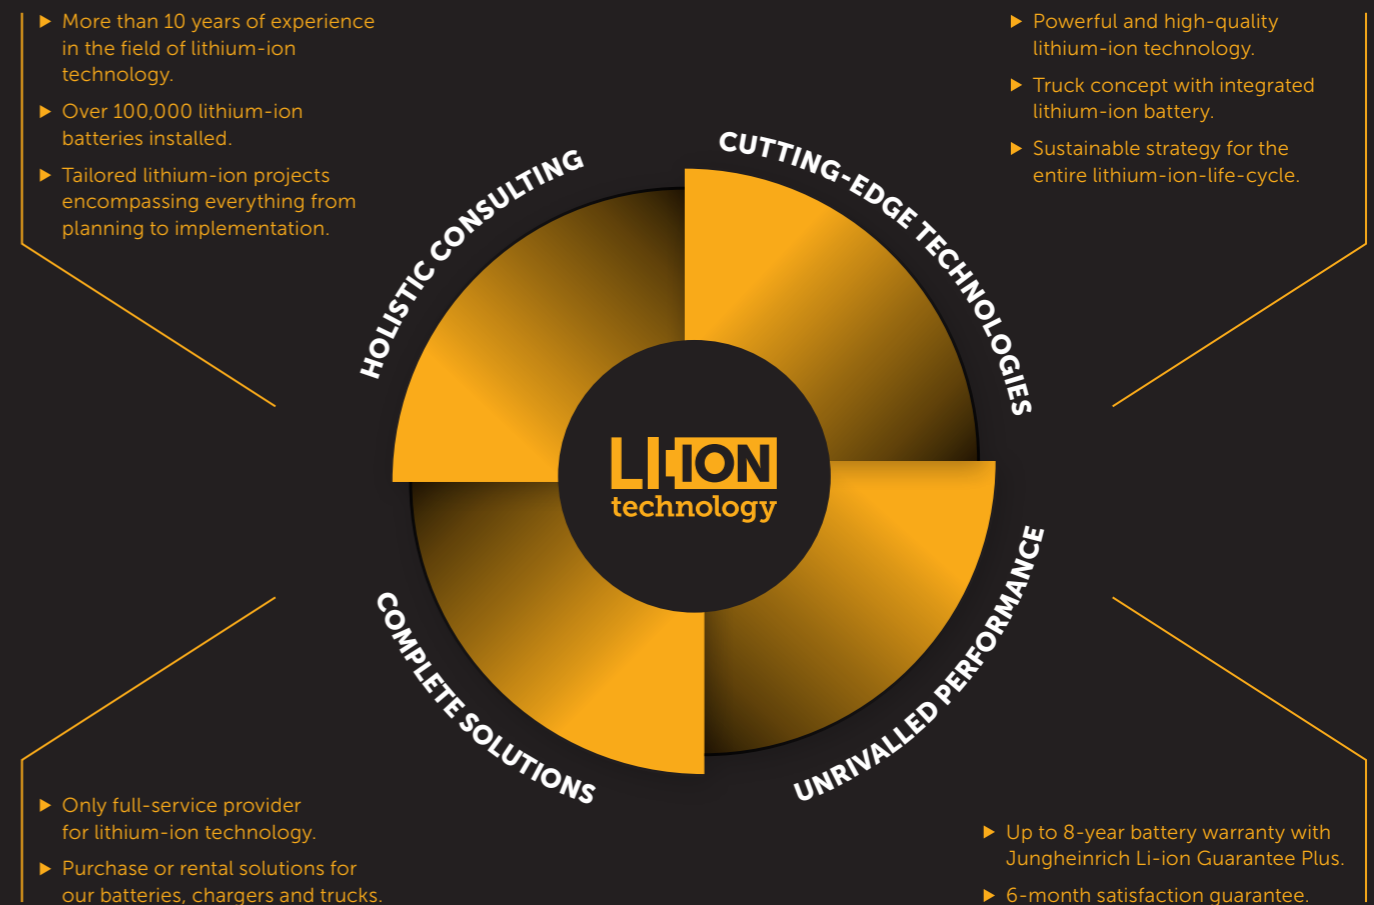 ▶ More than 10 years of experience
in the field of lithium-ion
technology.
▶ Over 100,000 lithium-ion
batteries installed.
▶ Tailored lithium-ion projects
encompassing everything from
planning to implementation.
▶ Powerful and high-quality
lithium-ion technology.
▶ Truck concept with integrated
lithium-ion battery.
▶ Sustainable strategy for the
entire lithium-ion-life-cycle.
HOLISTIC CONSULTING
CUTTING-EDGE TECHNOLOGIES
LI-ION
technology
COMPLETE SOLUTIONS
UNRIVALLED PERFORMANCE
▶ Only full-service provider
for lithium-ion technology.
▶ Purchase or rental solutions for
our batteries, chargers and trucks.
▶ Up to 8-year battery warranty with
Jungheinrich Li-ion Guarantee Plus.
▶ 6-month satisfaction guarantee.